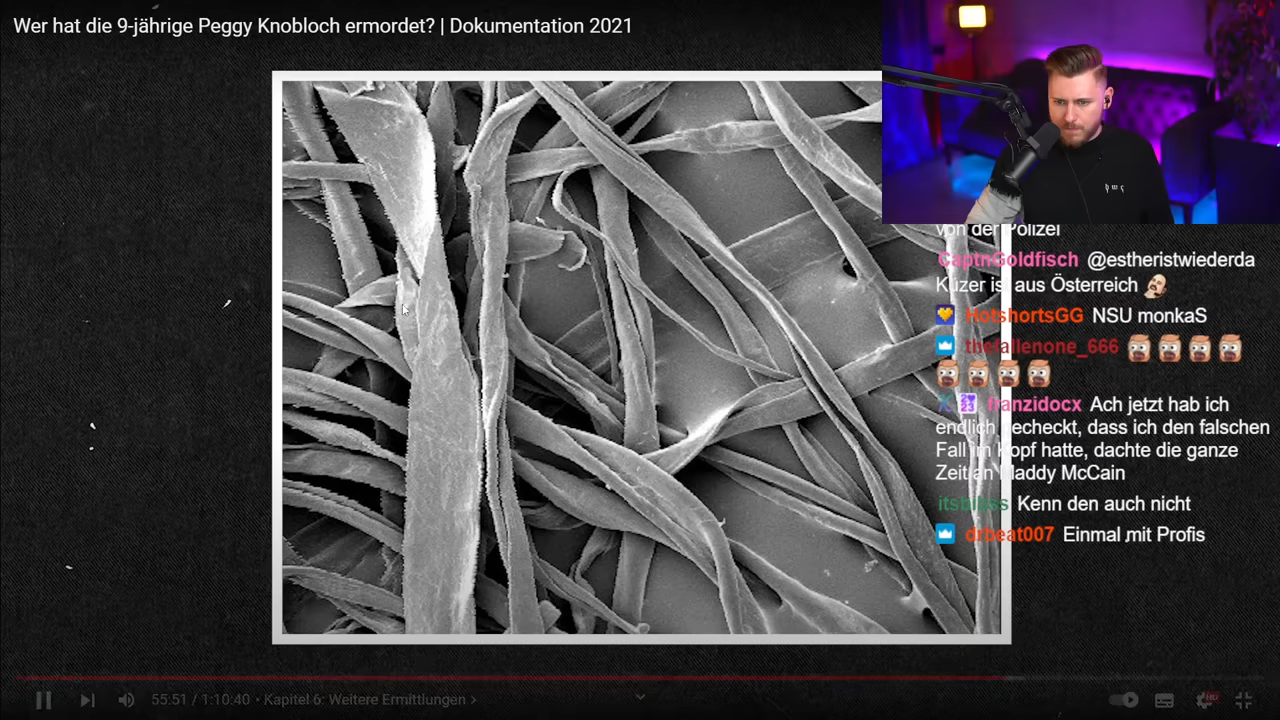 Wer hat die 9-jährige Peggy Knobloch ermordet? | Dokumentation 2021
von der Polizei
CaptnGoldfisch @estheristwiederda
Küzer is aus Österreich
HotshortsGG NSU monkaS
thefallenone_666
franzidocx Ach jetzt hab ich
endlich gecheckt, dass ich den falschen
Fall im Kopf hatte, dachte die ganze
Zeit an Maddy McCain
Kenn den auch nicht
drbeat007 Einmal mit Profis
55:51 / 1:10:40 • Kapitel 6: Weitere Ermittlungen >
HD